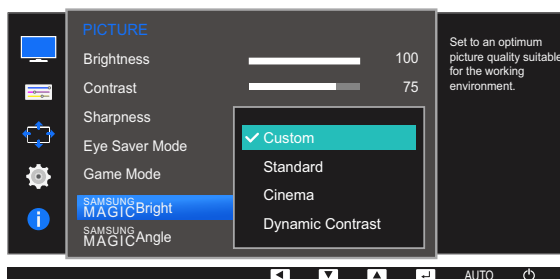 PICTURE
Brightness 100
Contrast 75
Sharpness
Eye Saver Mode
Game Mode
SAMSUNG
MAGICBright
SAMSUNG
MAGICAngle
Custom
Standard
Cinema
Dynamic Contrast
Set to an optimum
picture quality suitable
for the working
environment.
AUTO